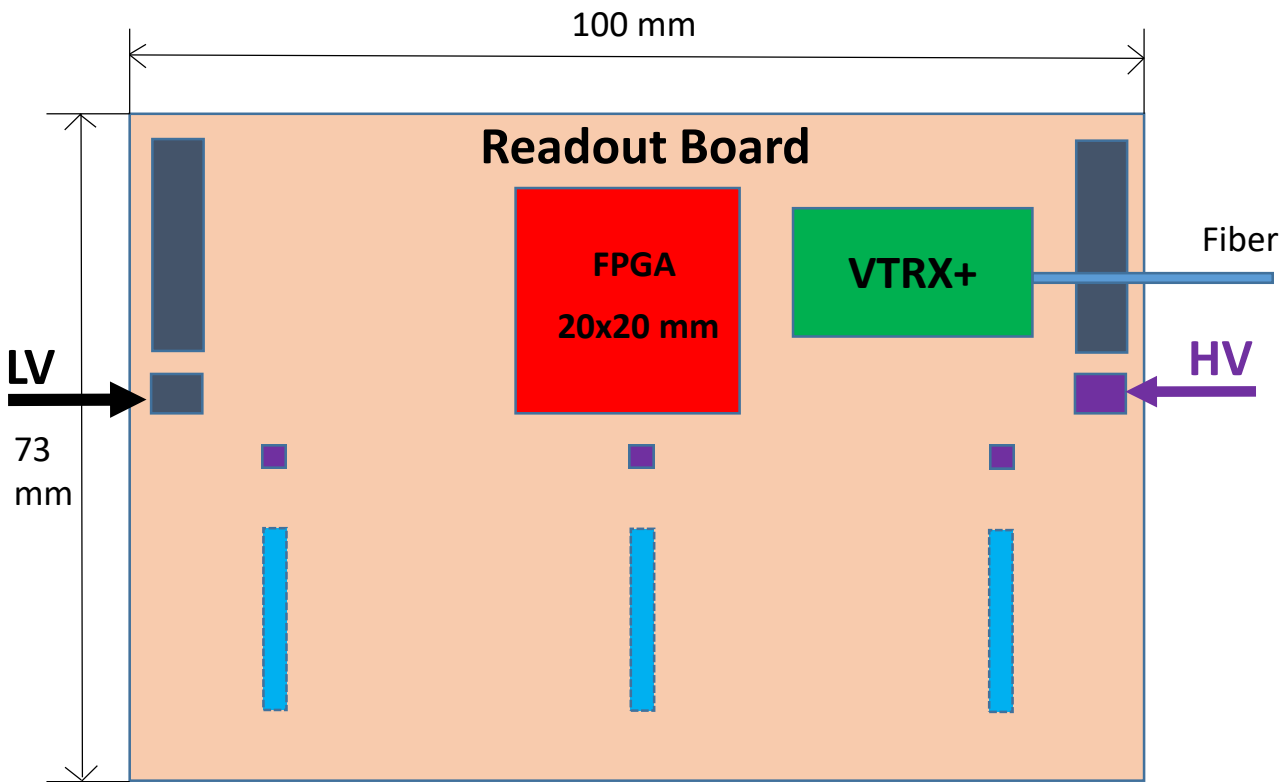 100 mm
Readout Board
FPGA
20x20 mm
VTRX+
Fiber
LV
HV
73
mm